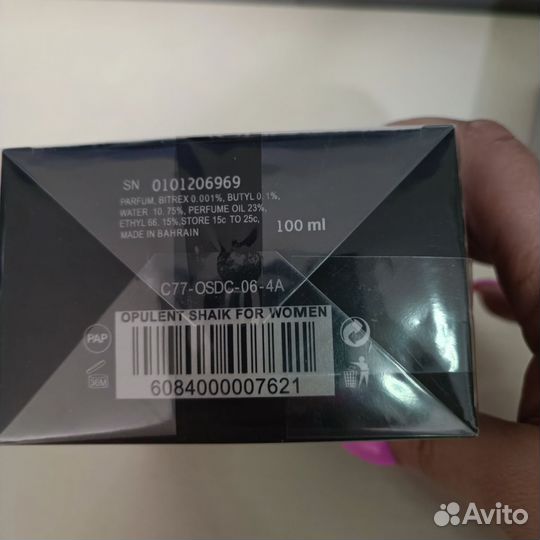 SN 0101206969
PARFUM, BITREX 0.001%, BUTYL 0,1%,
WATER 10, 75%, PERFUME OIL 23%,
ETHYL 66, 15%,STORE 15c TO 25c,
MADE IN BAHRAIN
100 ml
C77-OSDC-06-4A
OPULENT SHAIK FOR WOMEN
6084000007621
PAP
36M
Avito